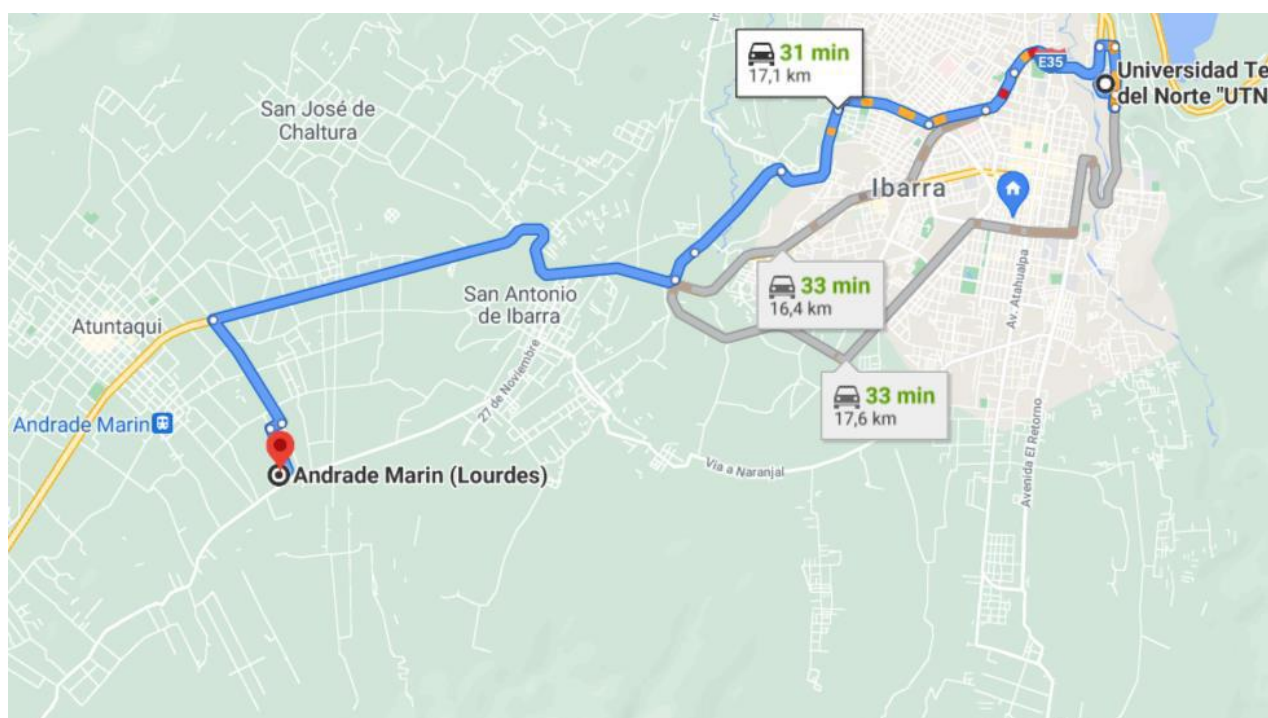 31 min
17,1 km
E35
Universidad Te
del Norte "UTN
San José de
Chaltura
Ibarra
33 min
16,4 km
San Antonio
de Ibarra
Av. Atahualpa
Atuntaqui
27 de Noviembre
33 min
17,6 km
Andrade Marin
Andrade Marin (Lourdes)
Via a Naranjal
Avenida El Retorno